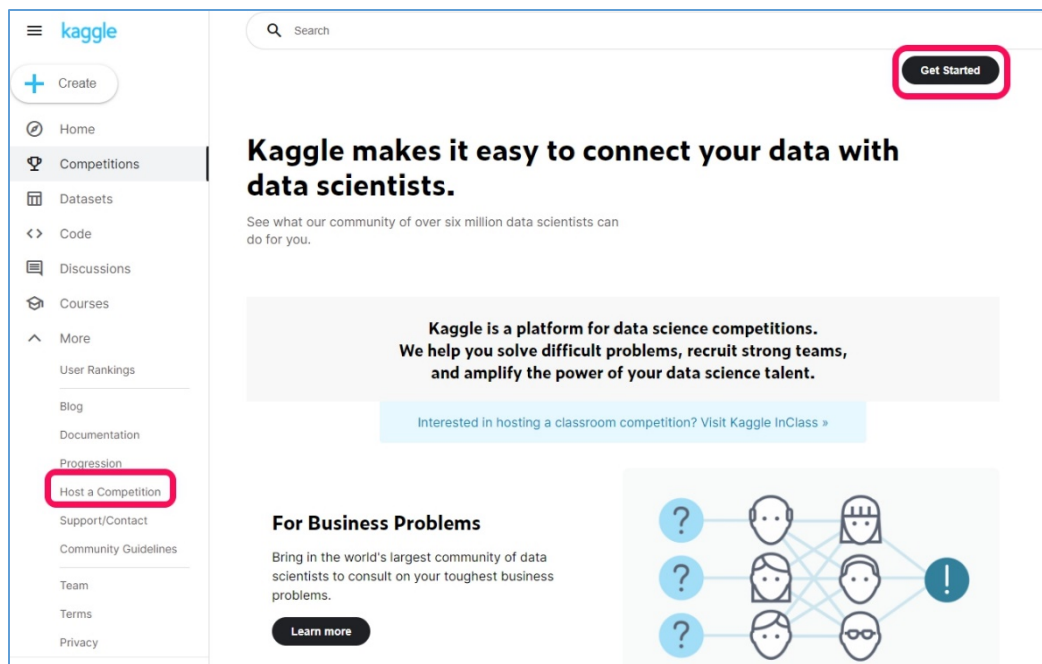 kaggle
Search
Get Started
Create
Home
Competitions
Datasets
Code
Discussions
Courses
More
User Rankings
Blog
Documentation
Progression
Host a Competition
Support/Contact
Community Guidelines
Team
Terms
Privacy
Kaggle makes it easy to connect your data with
data scientists.
See what our community of over six million data scientists can
do for you.
Kaggle is a platform for data science competitions.
We help you solve difficult problems, recruit strong teams,
and amplify the power of your data science talent.
Interested in hosting a classroom competition? Visit Kaggle InClass »
For Business Problems
Bring in the world's largest community of data
scientists to consult on your toughest business
problems.
Learn more
?
?
?
!